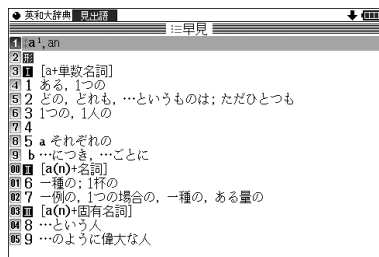 英和大辞典 見出語
早見
1 a¹, an
2 形
3 I [a+単数名詞]
4 1 ある, 1つの
5 2 どの, どれも, …というものは; ただひとつも
6 3 1つの, 1人の
7 4
8 5 a それぞれの
9 b …につき, …ごとに
00 II [a(n)+名詞]
01 6 一種の; 1杯の
02 7 一例の, 1つの場合の, 一種の, ある量の
03 III [a(n)+固有名詞]
04 8 …という人
05 9 …のように偉大な人